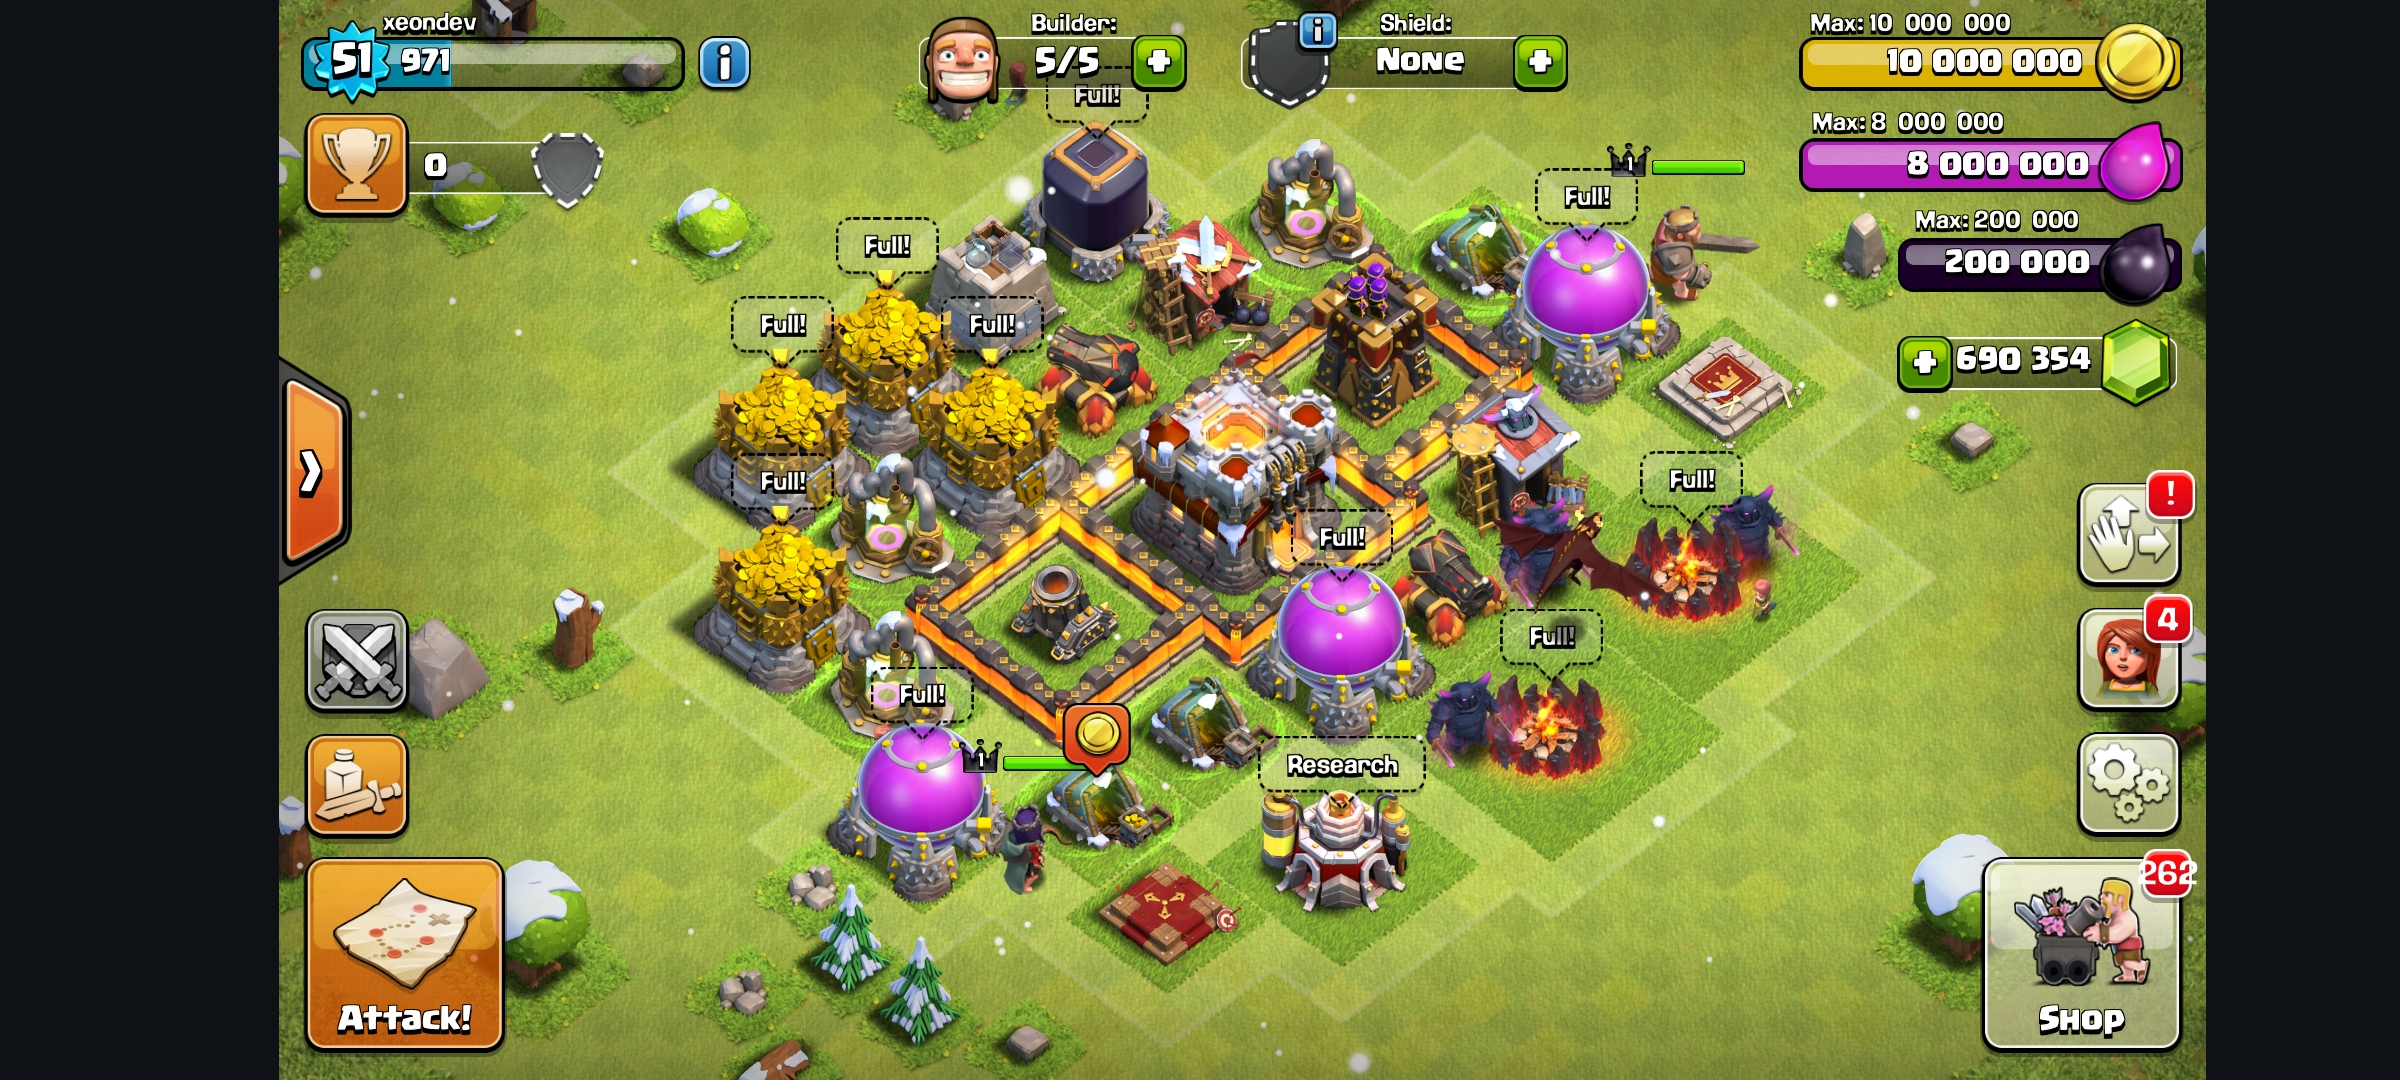 xeondev
51
971
Builder:
5/5
Shield:
None
Max: 10 000 000
10 000 000
0
Max: 8 000 000
8 000 000
Max: 200 000
200 000
690 354
Full!
Full!
Full!
Full!
Full!
1
Full!
Full!
Full!
Full!
Full!
1
Research
!
4
262
Attack!
Shop